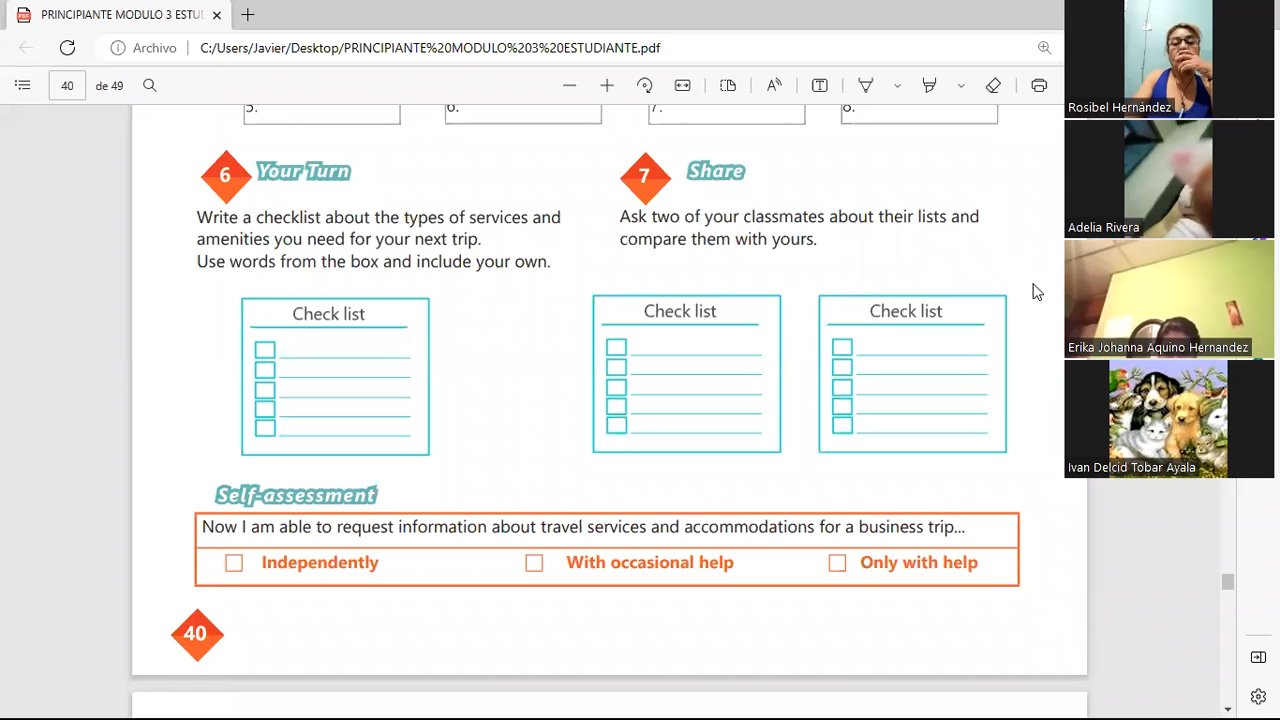 PRINCIPIANTE MODULO 3 ESTU
Archivo
C:/Users/Javier/Desktop/PRINCIPIANTE%20MODULO%203%20ESTUDIANTE.pdf
40 de 49
5. 6. 7. 8.
6 Your Turn
Write a checklist about the types of services and
amenities you need for your next trip.
Use words from the box and include your own.
Check list
7 Share
Ask two of your classmates about their lists and
compare them with yours.
Check list
Check list
Self-assessment
Now I am able to request information about travel services and accommodations for a business trip...
Independently With occasional help Only with help
40
Rosibel Hernández
Adelia Rivera
Erika Johanna Aquino Hernandez
Ivan Delcid Tobar Ayala